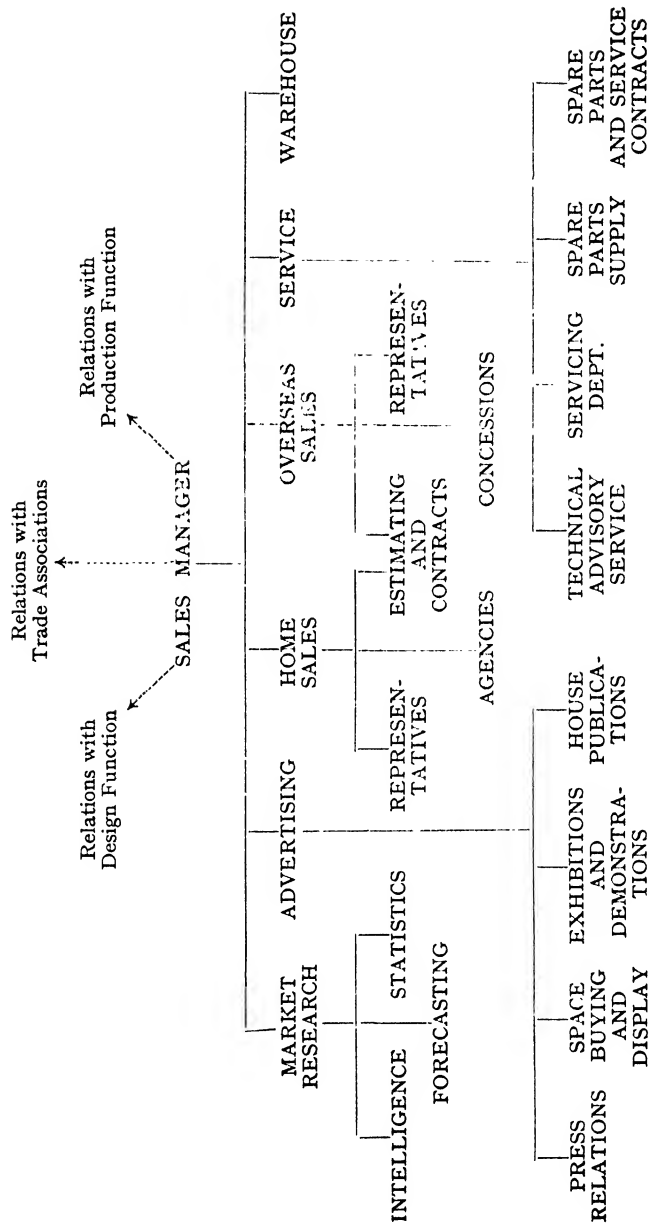 Relations with
Trade Associations
Relations with
Design Function
Relations with
Production Function
SALES MANAGER
MARKET
RESEARCH
ADVERTISING
HOME
SALES
OVERSEAS
SALES
SERVICE
WAREHOUSE
INTELLIGENCE
STATISTICS
FORECASTING
REPRESEN-
TATIVES
ESTIMATING
AND
CONTRACTS
REPRESEN-
TATIVES
AGENCIES
CONCESSIONS
PRESS
RELATIONS
SPACE
BUYING
AND
DISPLAY
EXHIBITIONS
AND
DEMONSTRA-
TIONS
HOUSE
PUBLICA-
TIONS
TECHNICAL
ADVISORY
SERVICE
SERVICING
DEPT.
SPARE
PARTS
SUPPLY
SPARE
PARTS
AND SERVICE
CONTRACTS